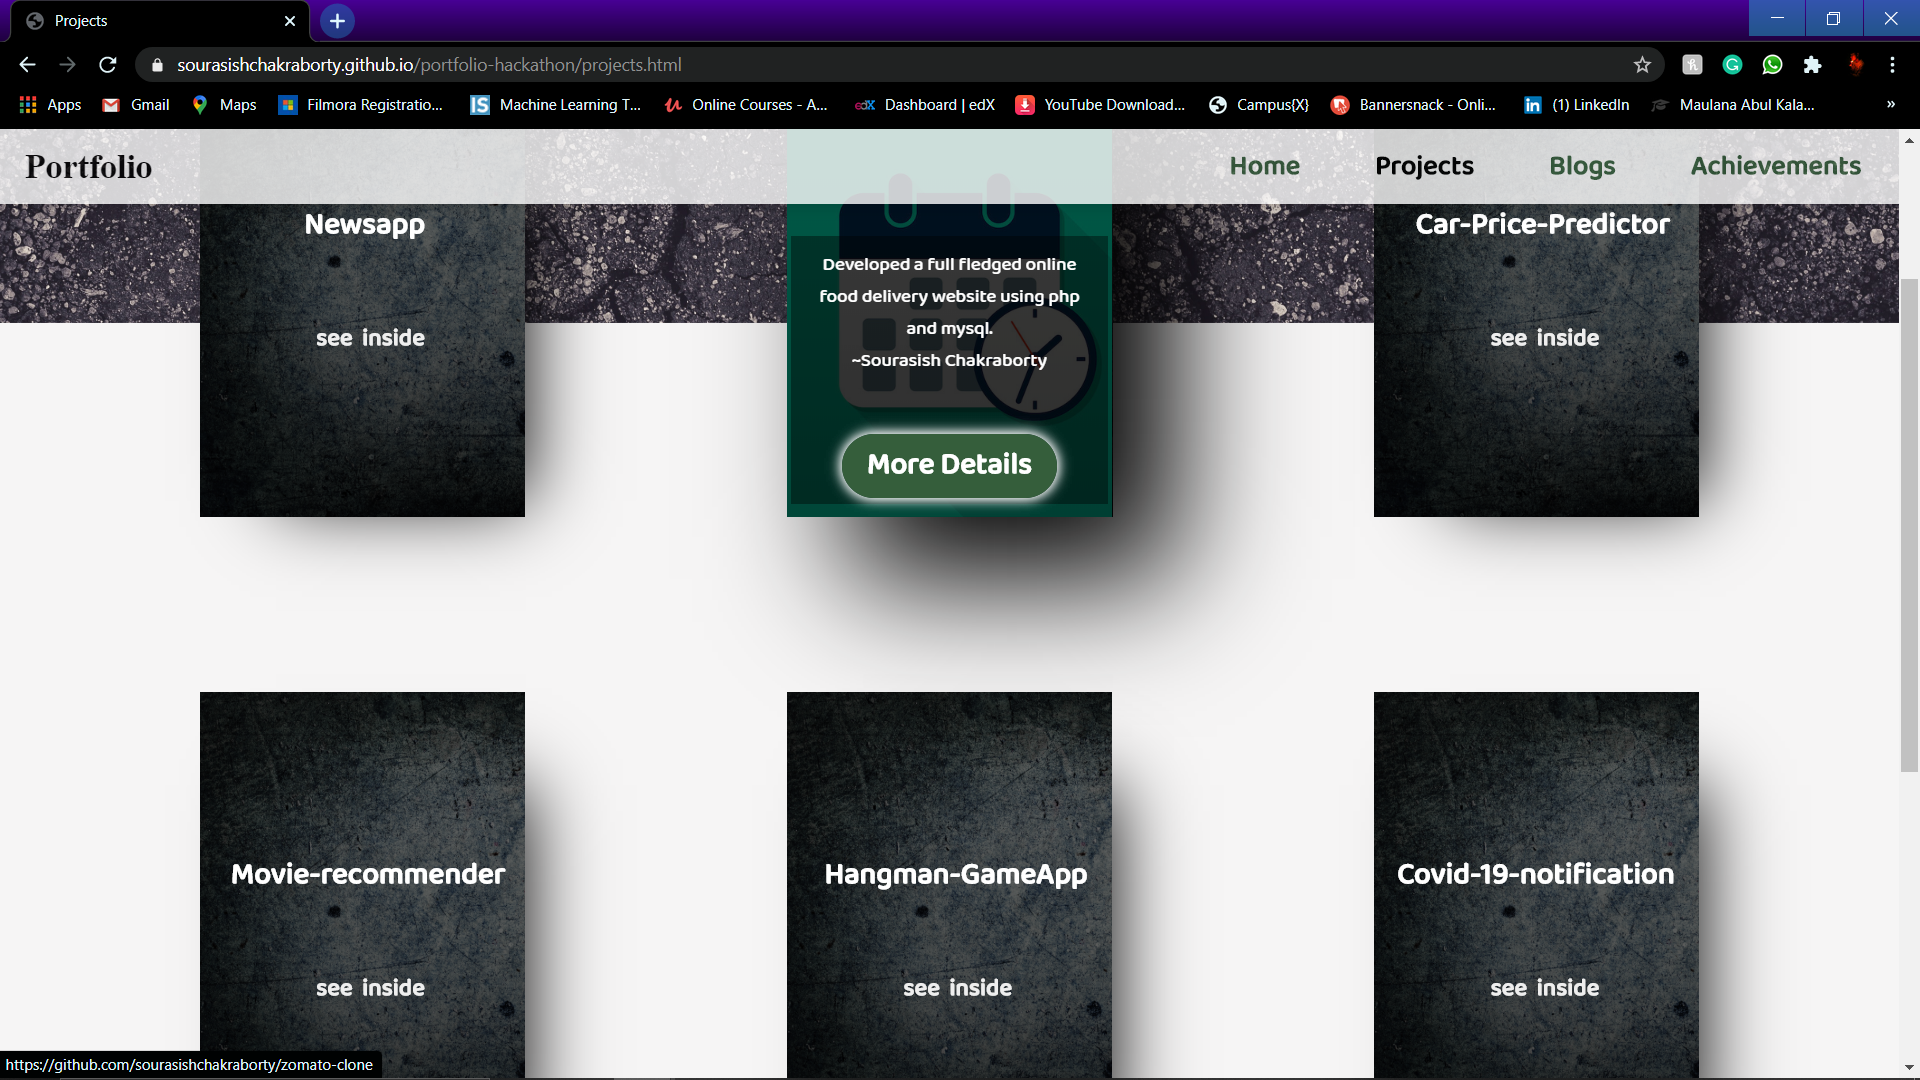 Projects
sourasishchakraborty.github.io/portfolio-hackathon/projects.html
Apps Gmail Maps Filmora Registratio... Machine Learning T... Online Courses - A... Dashboard | edX YouTube Download... Campus{X} Bannersnack - Onli... (1) LinkedIn Maulana Abul Kala... »
Portfolio Home Projects Blogs Achievements
Newsapp
see inside
Developed a full fledged online
food delivery website using php
and mysql.
~Sourasish Chakraborty
More Details
Car-Price-Predictor
see inside
Movie-recommender
see inside
Hangman-GameApp
see inside
Covid-19-notification
see inside
https://github.com/sourasishchakraborty/zomato-clone